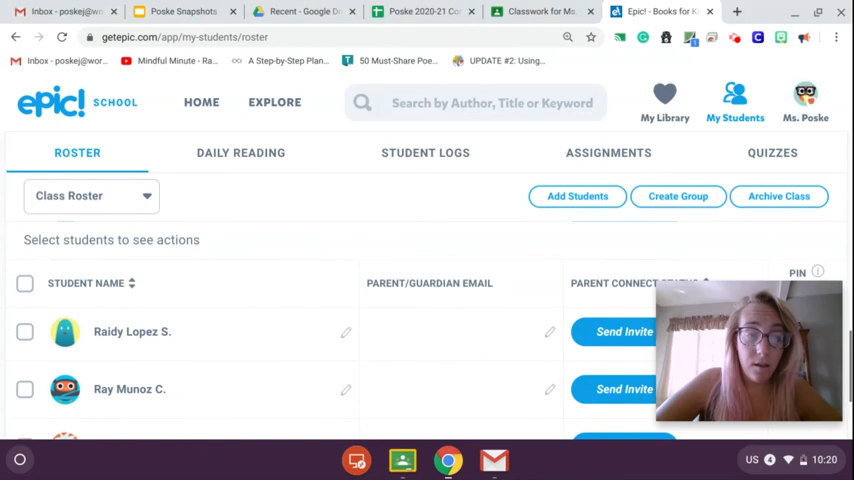 Inbox - poskej@wor
Poske Snapshots -
Recent - Google Dr
Poske 2020-21 Co
Classwork for Ms.
Epic! - Books for K
getepic.com/app/my-students/roster
Inbox - poskej@wor...
Mindful Minute - Ra...
A Step-by-Step Plan...
50 Must-Share Poe...
UPDATE #2: Using...
epic! SCHOOL
HOME
EXPLORE
Search by Author, Title or Keyword
My Library
My Students
Ms. Poske
ROSTER
DAILY READING
STUDENT LOGS
ASSIGNMENTS
QUIZZES
Class Roster
Add Students
Create Group
Archive Class
Select students to see actions
STUDENT NAME
PARENT/GUARDIAN EMAIL
PARENT CONNECT STATUS
PIN
Raidy Lopez S.
Send Invite
Ray Munoz C.
Send Invite
US 4 10:20